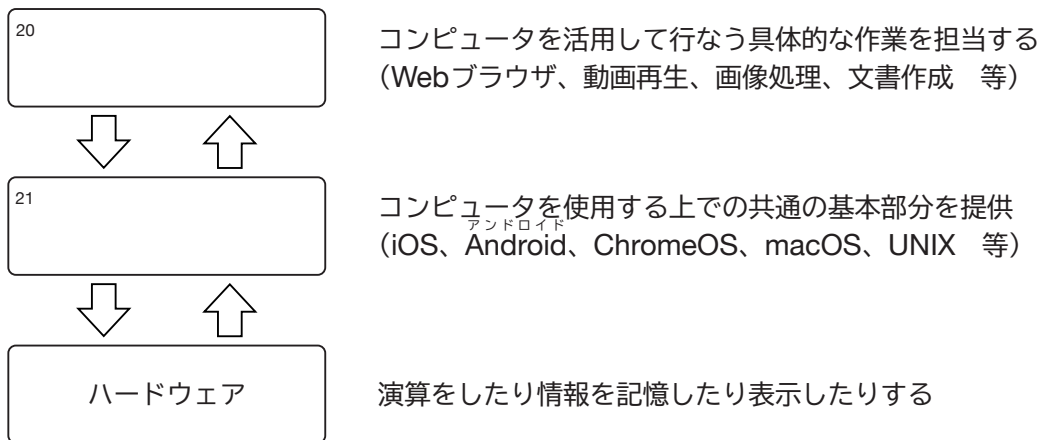 20
コンピュータを活用して行なう具体的な作業を担当する
（Webブラウザ、動画再生、画像処理、文書作成　等）
21
コンピュータを使用する上での共通の基本部分を提供
アンドロイド
（iOS、Android、ChromeOS、macOS、UNIX　等）
ハードウェア
演算をしたり情報を記憶したり表示したりする